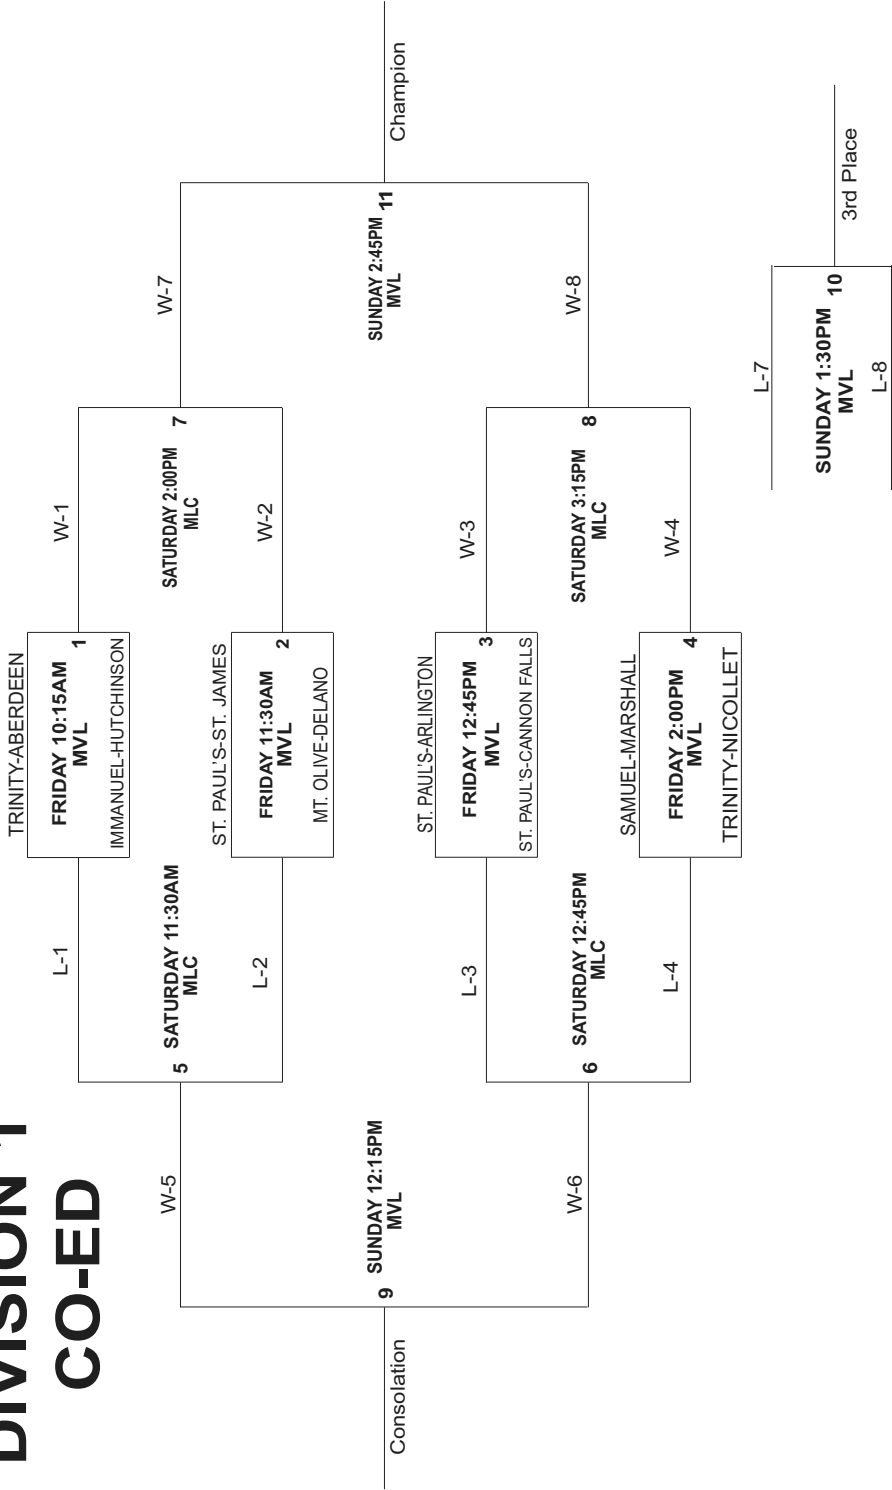 DIVISION 1
CO-ED
TRINITY-ABERDEEN
FRIDAY 10:15AM
MVL
1
IMMANUEL-HUTCHINSON
ST. PAUL'S-ST. JAMES
FRIDAY 11:30AM
MVL
2
MT. OLIVE-DELANO
ST. PAUL'S-ARLINGTON
FRIDAY 12:45PM
MVL
3
ST. PAUL'S-CANNON FALLS
SAMUEL-MARSHALL
FRIDAY 2:00PM
MVL
4
TRINITY-NICOLLET
L-1
SATURDAY 11:30AM
MLC
5
L-2
L-3
SATURDAY 12:45PM
MLC
6
L-4
W-5
SUNDAY 12:15PM
MVL
9
W-6
Consolation
W-1
SATURDAY 2:00PM
MLC
7
W-2
W-3
SATURDAY 3:15PM
MLC
8
W-4
W-7
SUNDAY 2:45PM
MVL
11
W-8
Champion
L-7
SUNDAY 1:30PM
MVL
10
L-8
3rd Place